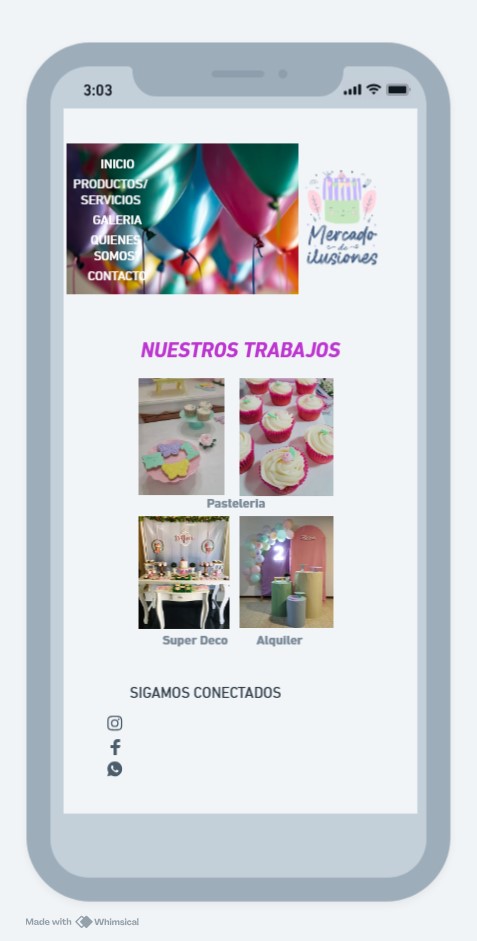 3:03
INICIO
PRODUCTOS/
SERVICIOS
GALERIA
QUIENES
SOMOS
CONTACTO
Mercado
de
ilusiones
NUESTROS TRABAJOS
Pasteleria
2
Super Deco
Alquiler
SIGAMOS CONECTADOS
Made with Whimsical